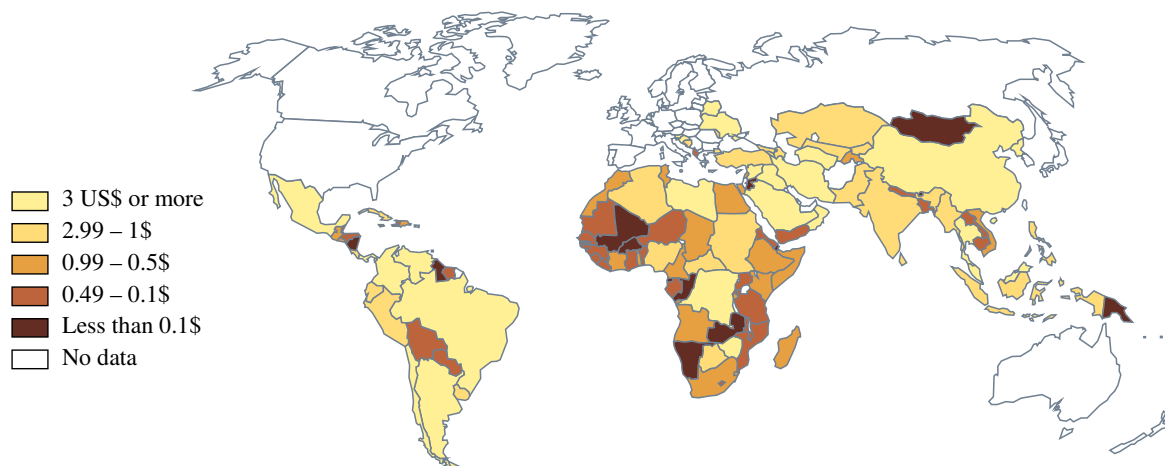 3 US$ or more
2.99 – 1$
0.99 – 0.5$
0.49 – 0.1$
Less than 0.1$
No data